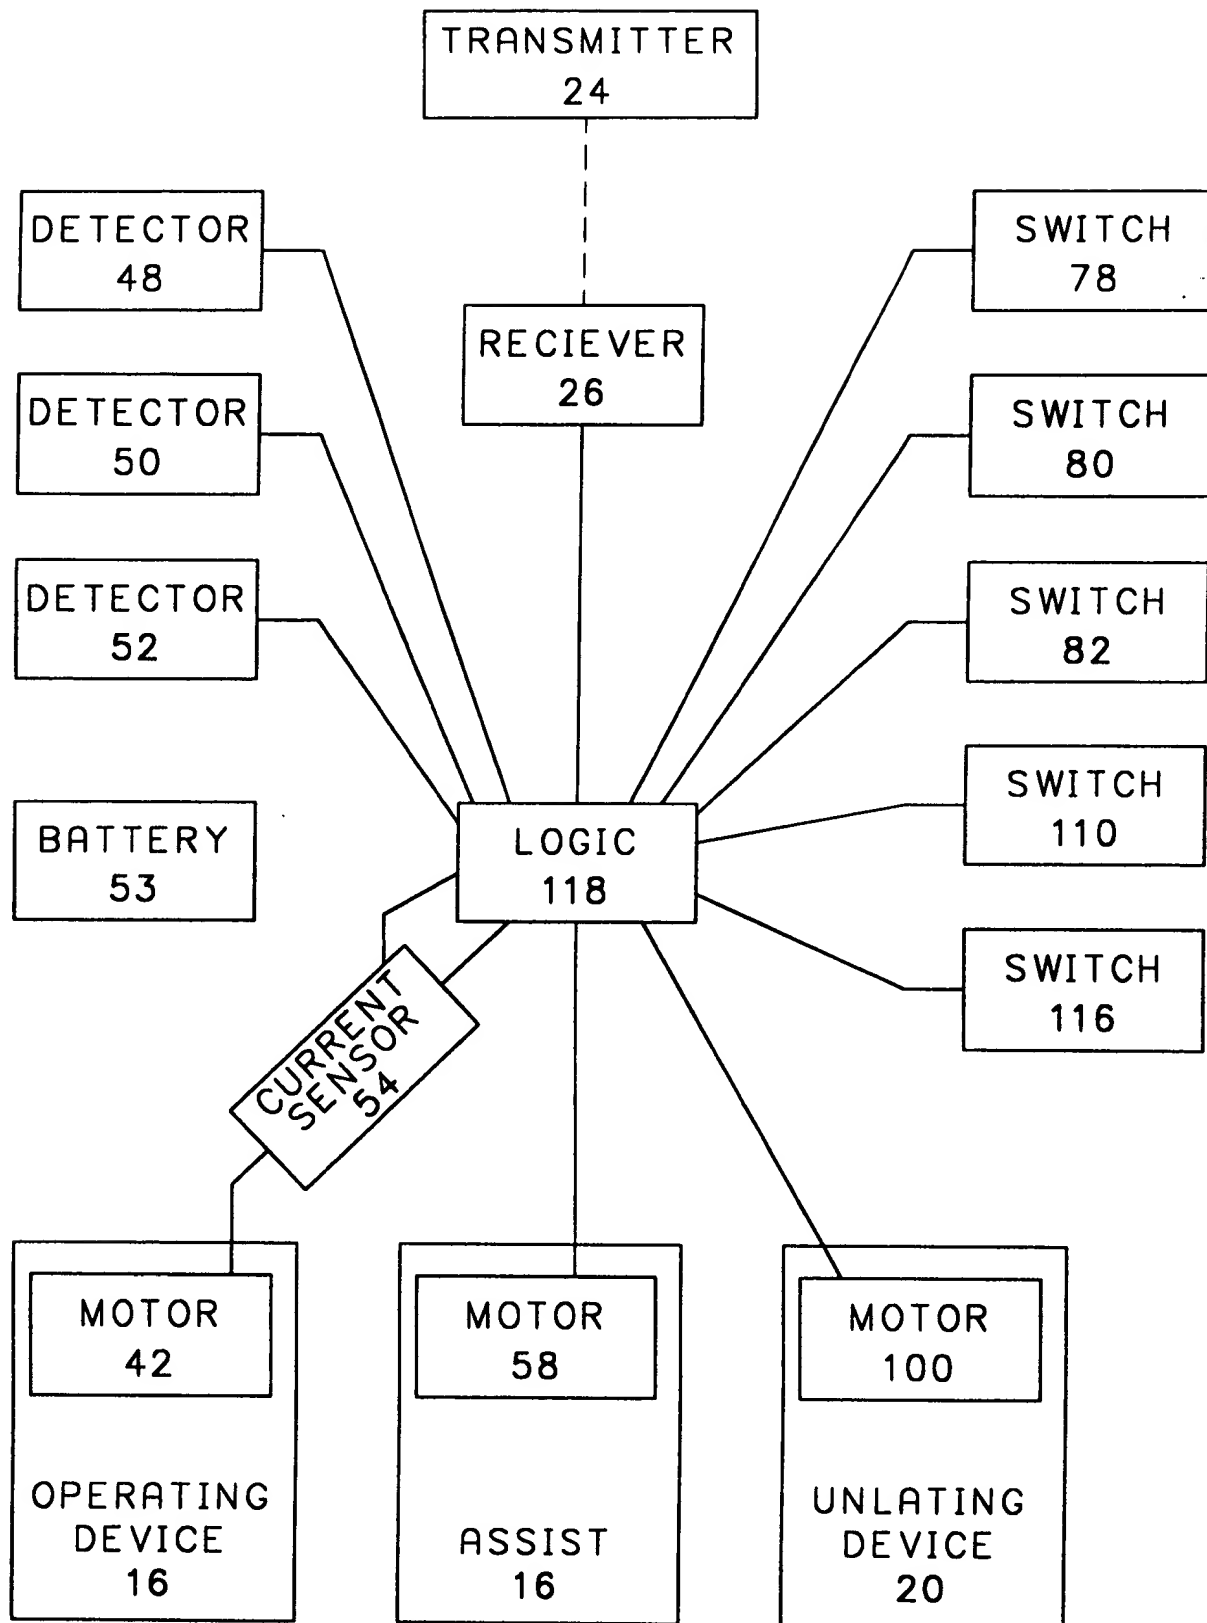 TRANSMITTER
24
DETECTOR
48
SWITCH
78
RECIEVER
26
DETECTOR
50
SWITCH
80
DETECTOR
52
SWITCH
82
BATTERY
53
LOGIC
118
SWITCH
110
SWITCH
116
CURRENT
SENSOR
54
MOTOR
42
OPERATING
DEVICE
16
MOTOR
58
ASSIST
16
MOTOR
100
UNLATING
DEVICE
20